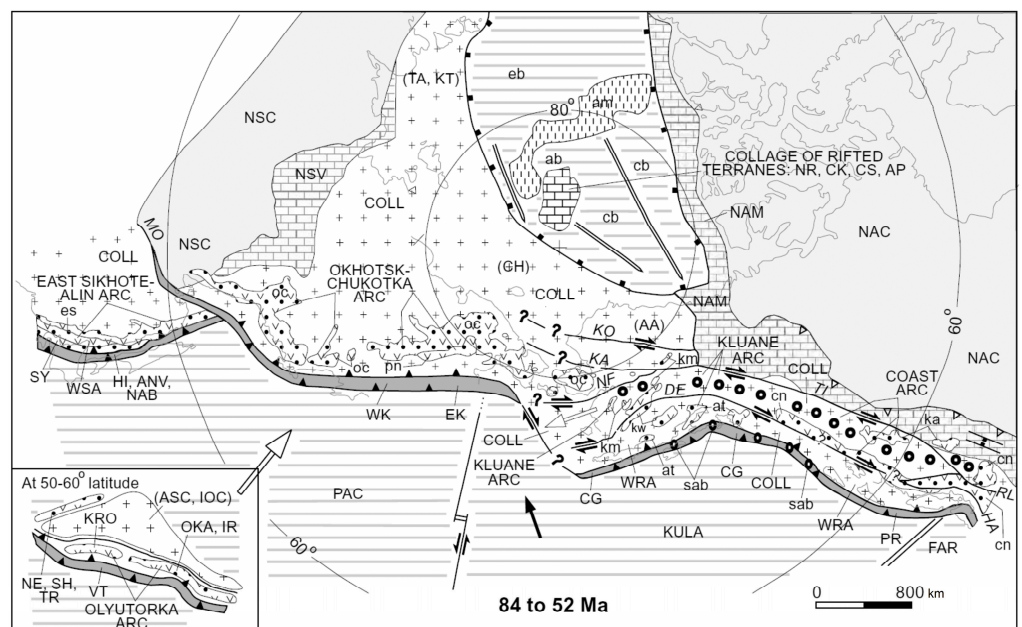 (TA, KT)
eb
NSC
am
80°
COLLAGE OF RIFTED
TERRANES: NR, CK, CS, AP
ab
cb
NSV
COLL
NAM
cb
NAC
MO
NSC
COLL
(CH)
OKHOTSK-
CHUKOTKA
ARC
EAST SIKHOTE-
ALIN ARC
es
oc
COLL
NAM
60°
oc
?
?
KO
(AA)
KLUANE
ARC
NAC
KA
km
COLL
TI
COAST
ARC
SY
WSA
HI, ANV,
NAB
oc
pn
oc
NF
DE
cn
WK
EK
?
at
ka
kw
COLL
km
cn
KLUANE
ARC
?
?
RL
WRA
at
sab
CG
COLL
CG
sab
HA
WRA
PAC
PR
cn
KULA
FAR
60°
At 50-60° latitude
(ASC, IOC)
KRO
OKA, IR
NE, SH,
TR
VT
OLYUTORKA
ARC
84 to 52 Ma
0 800 km